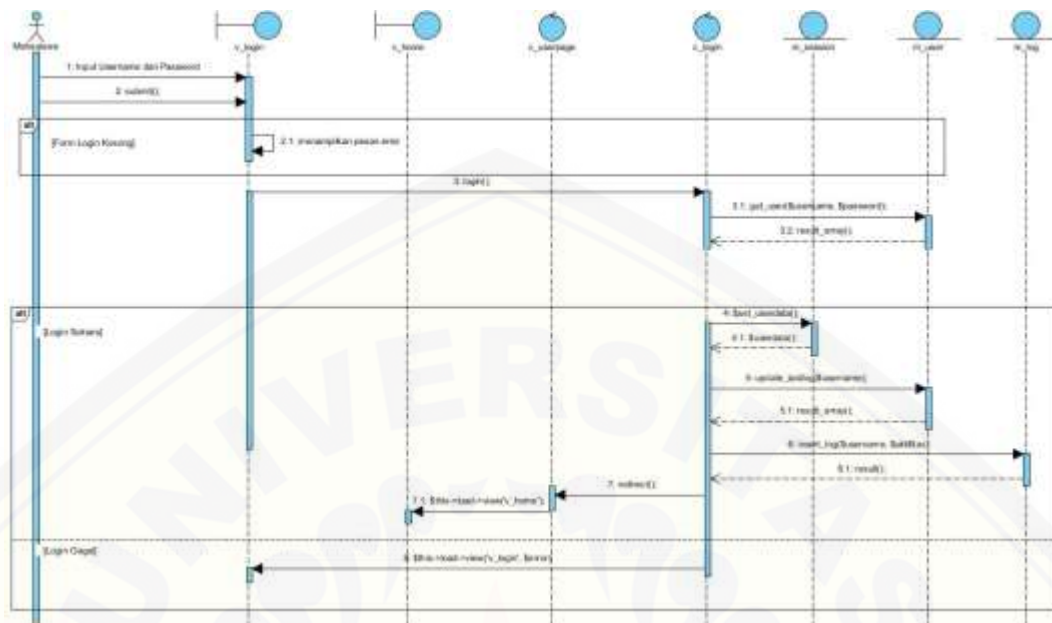 Mahasiswa
v_login
v_home
c_userpage
c_login
m_session
m_user
m_log
1: Input Username dan Password
2: submit();
alt
[Form Login Kosong]
2.1: menampilkan pesan error
3: login();
3.1: get_user($username, $password);
3.2: result_array();
alt
[Login Sukses]
4: $set_userdata();
4.1: $userdata();
5: update_lastlog($username);
5.1: result_array();
6: insert_log($username,
6.1: result();
7: redirect();
7.1: $this->load->view("v_home");
[Login Gagal]
8: $this->load->view("v_login", $error)
UNIVERSITAS